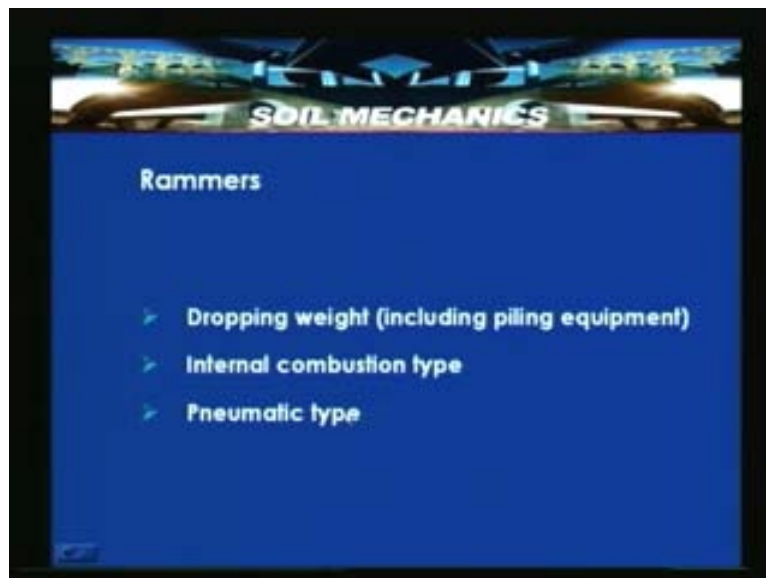 SOIL MECHANICS
Rammers
Dropping weight (including piling equipment)
Internal combustion type
Pneumatic type